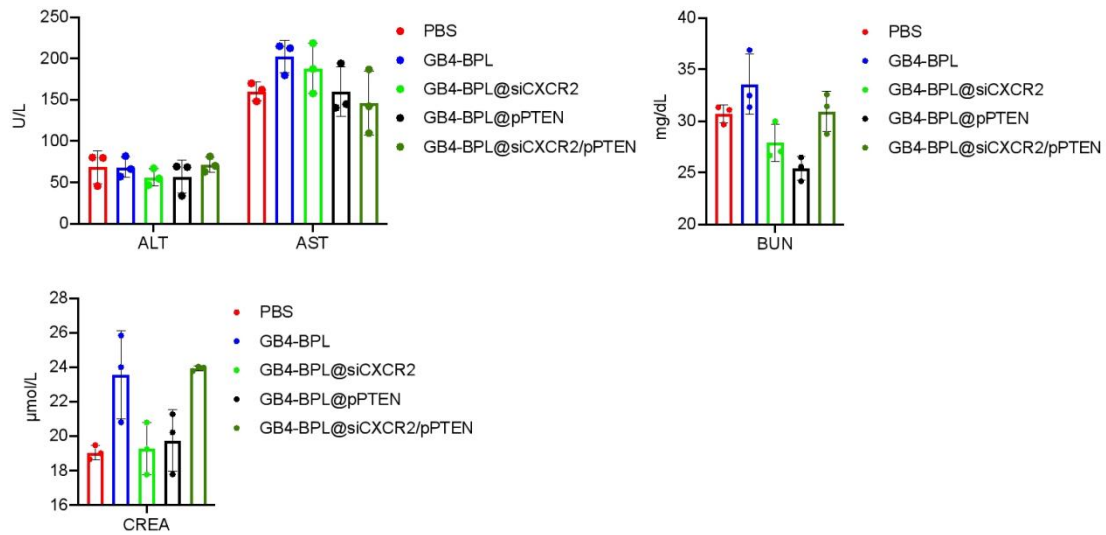 U/L
250
200
150
100
50
0
ALT AST
PBS
GB4-BPL
GB4-BPL@siCXCR2
GB4-BPL@pPTEN
GB4-BPL@siCXCR2/pPTEN
mg/dL
40
35
30
25
20
BUN
PBS
GB4-BPL
GB4-BPL@siCXCR2
GB4-BPL@pPTEN
GB4-BPL@siCXCR2/pPTEN
µmol/L
28
26
24
22
20
18
16
CREA
PBS
GB4-BPL
GB4-BPL@siCXCR2
GB4-BPL@pPTEN
GB4-BPL@siCXCR2/pPTEN